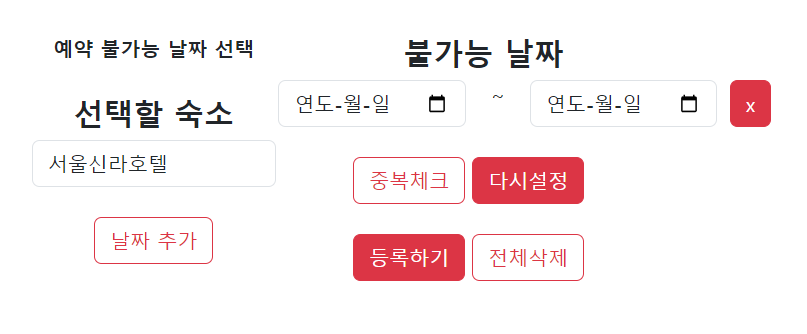 예약 불가능 날짜 선택
선택할 숙소
서울신라호텔
날짜 추가
불가능 날짜
연도-월-일 ~ 연도-월-일 x
중복체크 다시설정
등록하기 전체삭제